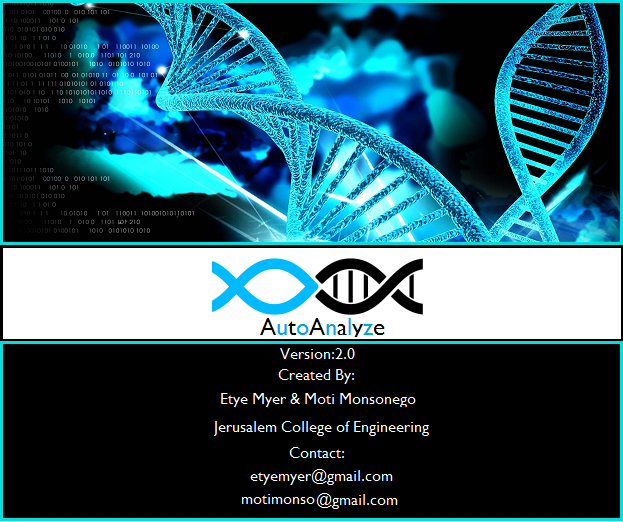 AutoAnalyze
Version:2.0
Created By:
Etye Myer & Moti Monsonego
Jerusalem College of Engineering
Contact:
etyemyer@gmail.com
motimonso@gmail.com